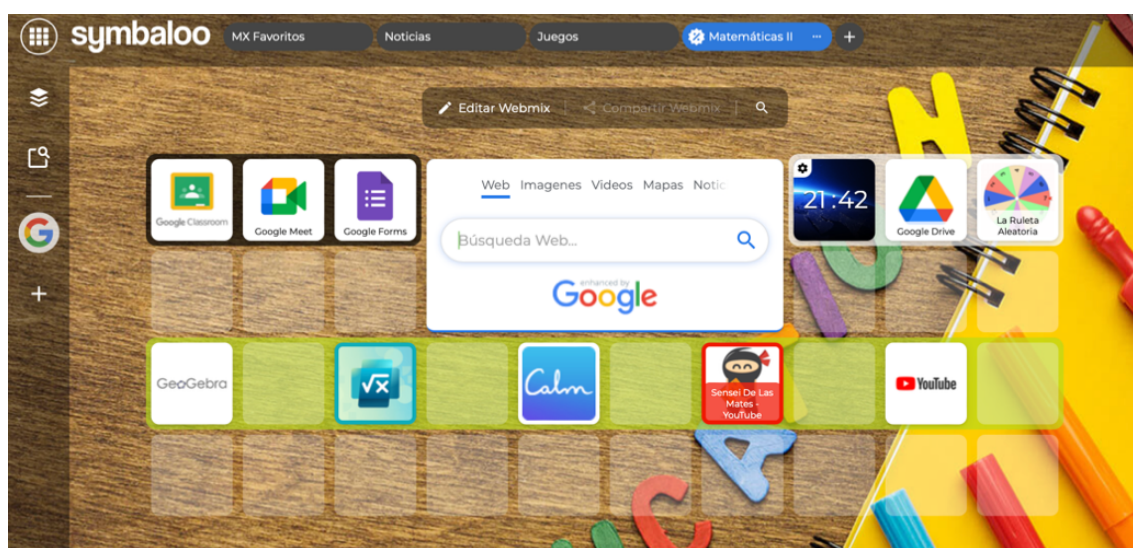 symbaloo
MX Favoritos
Noticias
Juegos
Matemáticas II
Editar Webmix
Compartir Webmix
Google Classroom
Google Meet
Google Forms
Web Imagenes Videos Mapas Notic
Búsqueda Web...
enhanced by
Google
21:42
Google Drive
La Ruleta
Aleatoria
GeoGebra
√x
Calm
Sensei De Las
Mates -
YouTube
YouTube